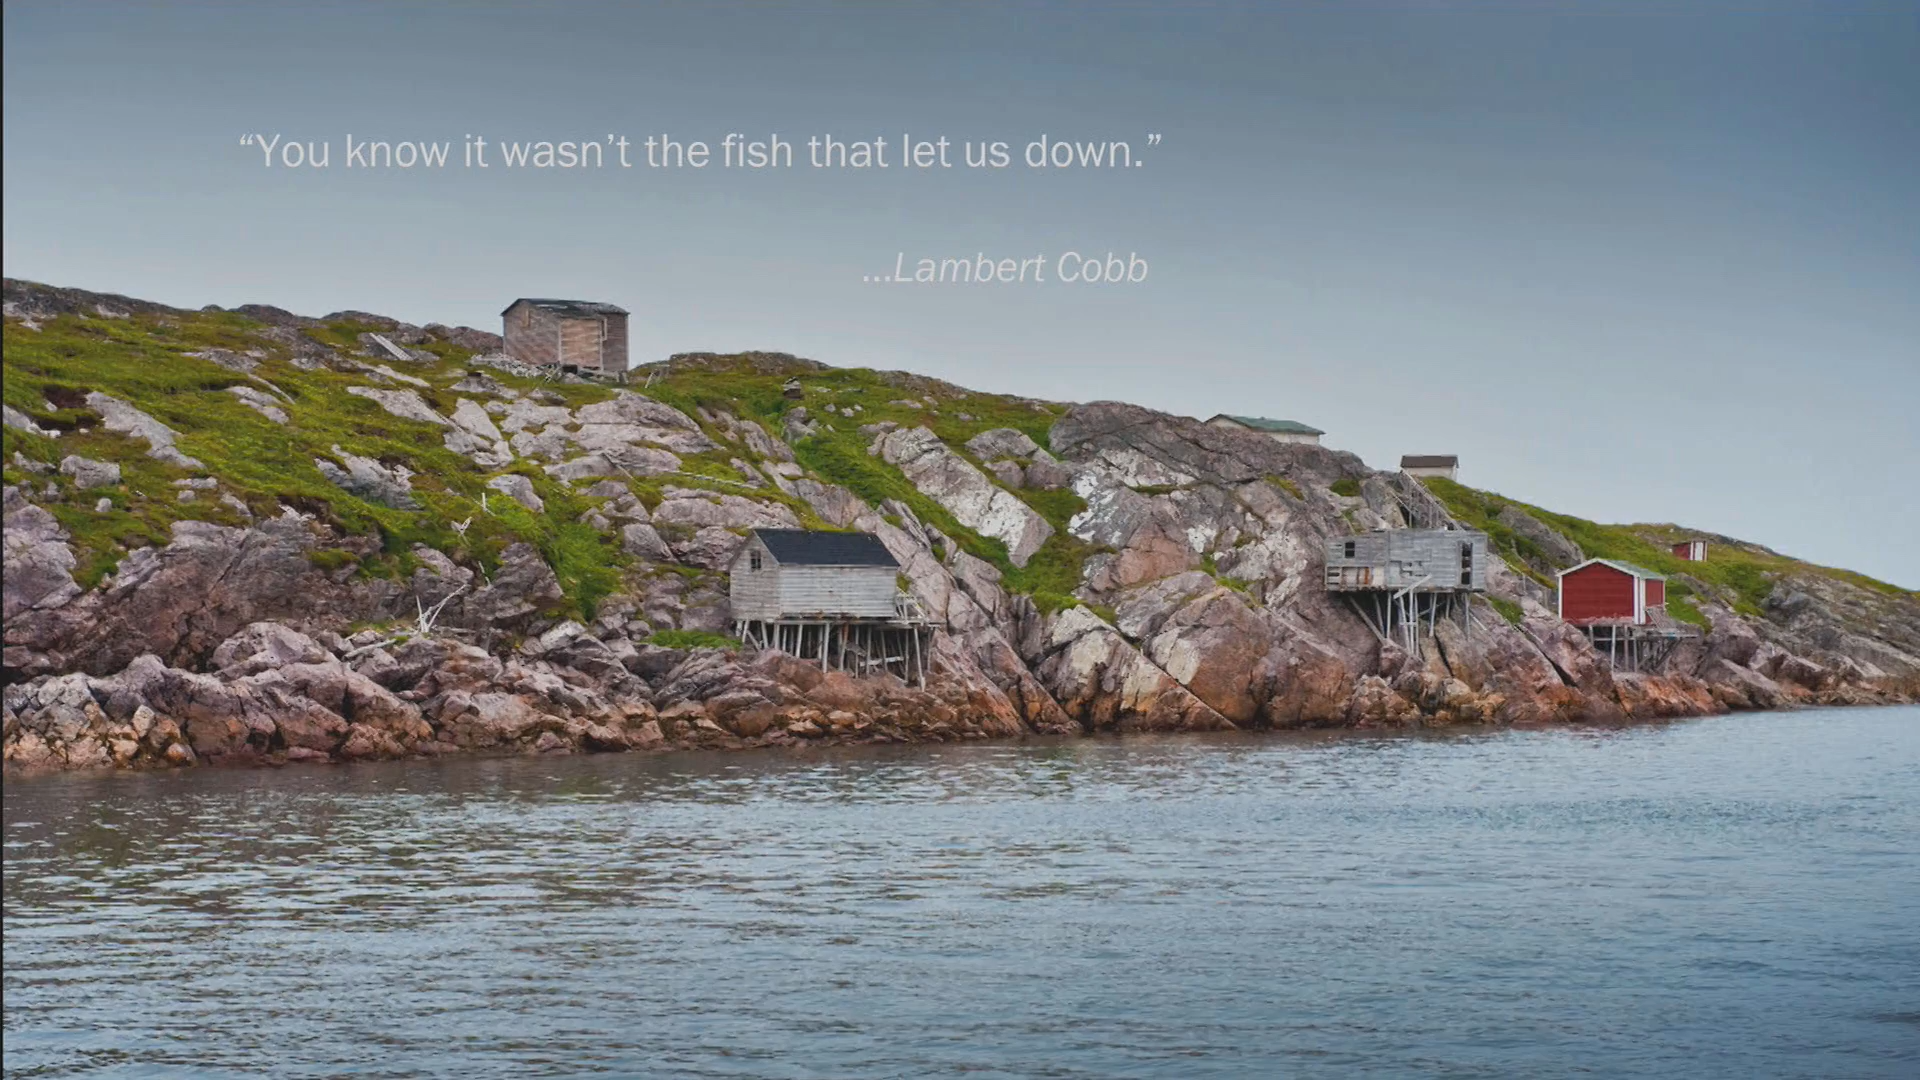 “You know it wasn’t the fish that let us down.”
...Lambert Cobb